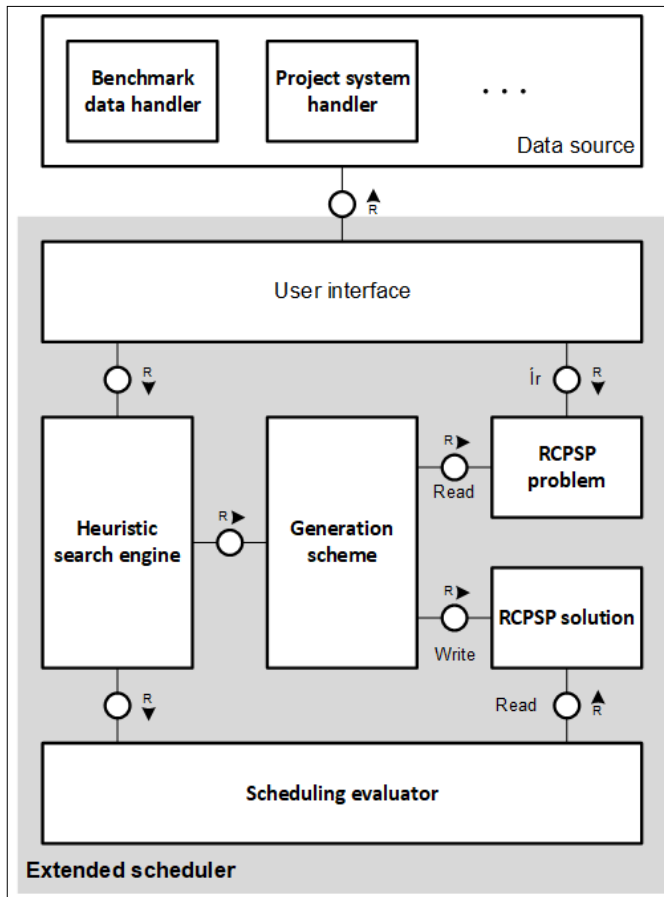 Benchmark
data handler
Project system
handler
. . .
Data source
R
User interface
R
Ír
R
Heuristic
search engine
R
Generation
scheme
R
Read
RCPSP
problem
R
Write
RCPSP solution
R
Read
R
Scheduling evaluator
Extended scheduler